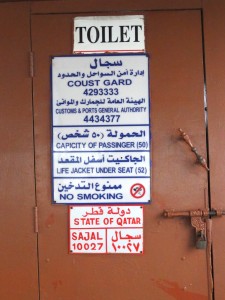 TOILET
سجال
إدارة أمن السواحل والحدود
COUST GARD
4293333
الهيئة العامة للجمارك والموانئ
CUSTOMS & PORTS GENERAL AUTHORITY
4434377
الحمولة (٥٠ شخص)
CAPICITY OF PASSINGER (50)
الجاكيت أسفل المقعد
LIFE JACKET UNDER SEAT (52)
ممنوع التدخين
NO SMOKING
دولة قطر
STATE OF QATAR
SAJAL سجال
10027 ١٠٠٢٧